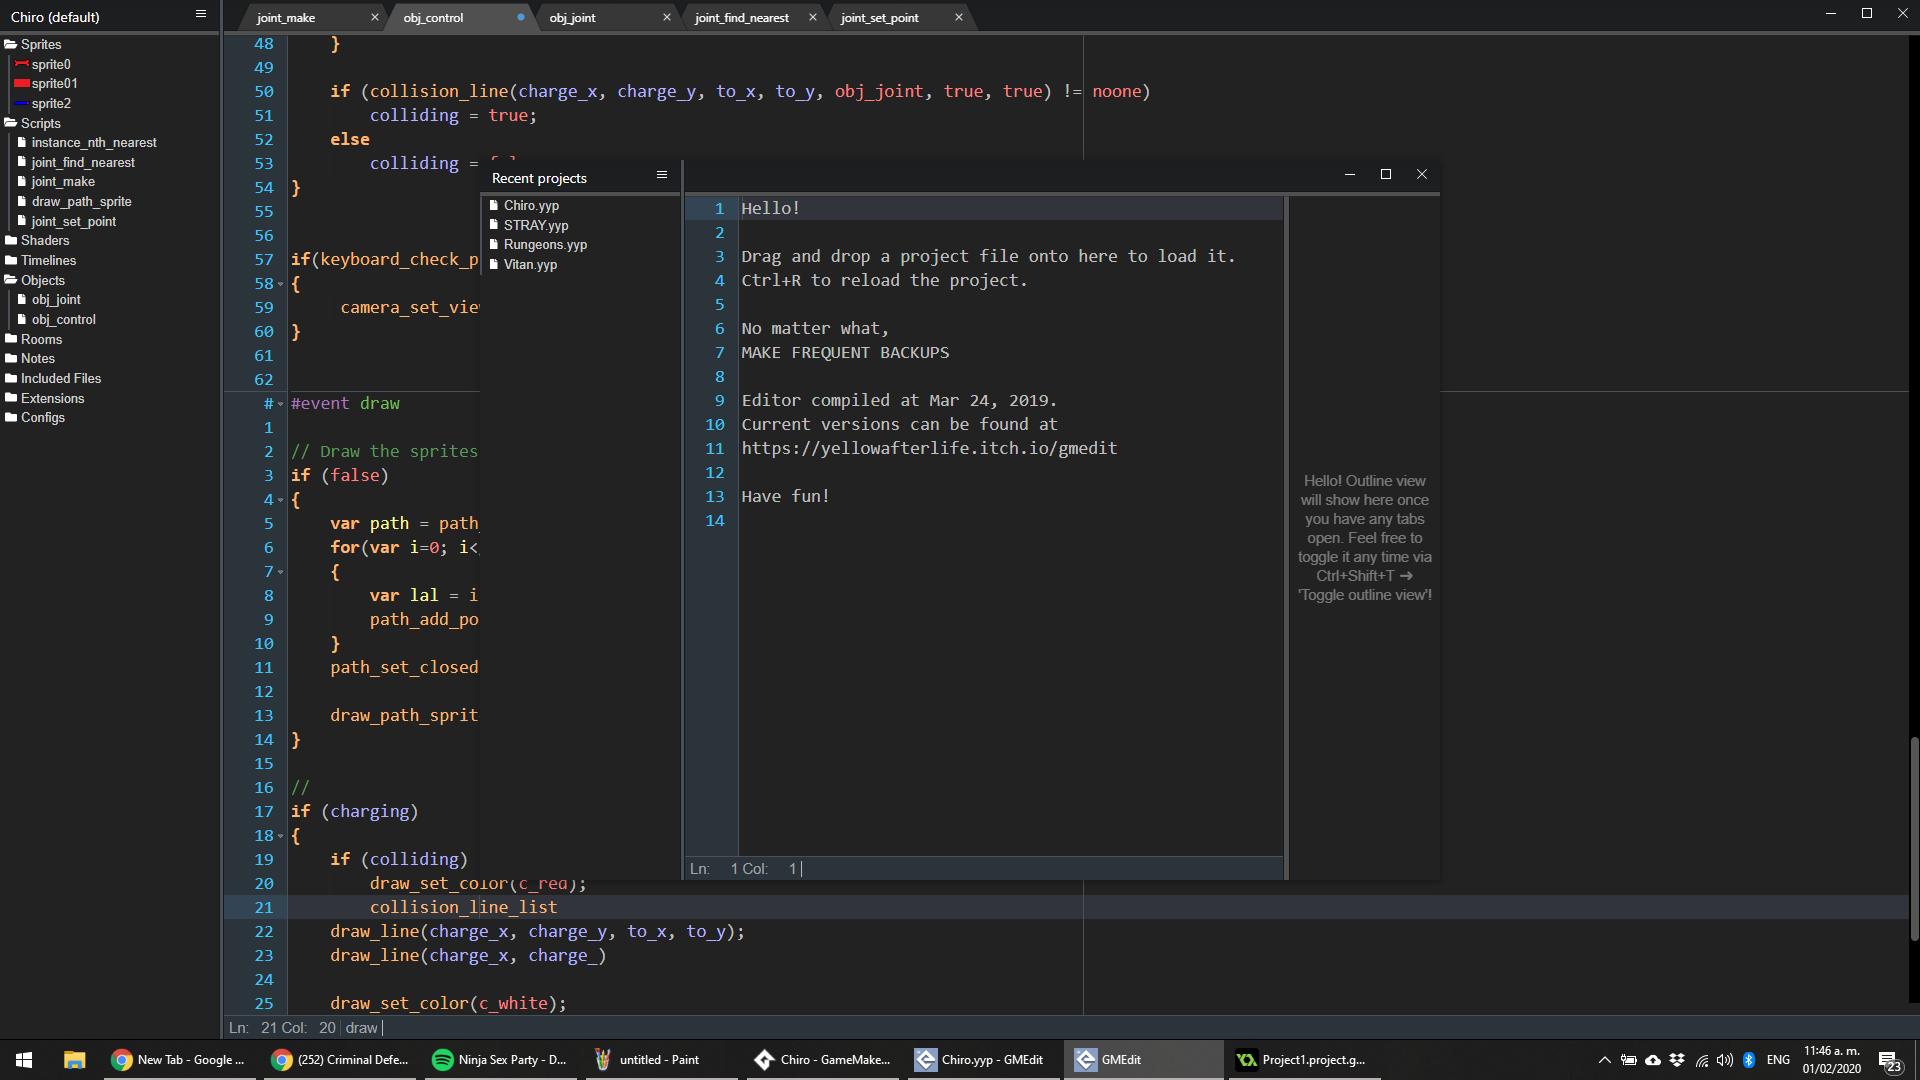 Chiro (default)
joint_make
obj_control
obj_joint
joint_find_nearest
joint_set_point
Sprites
sprite0
sprite01
sprite2
Scripts
instance_nth_nearest
joint_find_nearest
joint_make
draw_path_sprite
joint_set_point
Shaders
Timelines
Objects
obj_joint
obj_control
Rooms
Notes
Included Files
Extensions
Configs
48 }
49
50 if (collision_line(charge_x, charge_y, to_x, to_y, obj_joint, true, true) != noone)
51 colliding = true;
52 else
53 colliding =
54 }
55
56
57 if(keyboard_check_p
58 {
59 camera_set_view
60 }
61
62
# #event draw
1
2 // Draw the sprites
3 if (false)
4 {
5 var path = path_
6 for(var i=0; i<
7 {
8 var lal = i
9 path_add_po
10 }
11 path_set_closed
12
13 draw_path_sprit
14 }
15
16 //
17 if (charging)
18 {
19 if (colliding)
20 draw_set_color(c_red);
21 collision_line_list
22 draw_line(charge_x, charge_y, to_x, to_y);
23 draw_line(charge_x, charge_)
24
25 draw_set_color(c_white);
Ln: 21 Col: 20 draw
Recent projects
Chiro.yyp
STRAY.yyp
Rungeons.yyp
Vitan.yyp
1 Hello!
2
3 Drag and drop a project file onto here to load it.
4 Ctrl+R to reload the project.
5
6 No matter what,
7 MAKE FREQUENT BACKUPS
8
9 Editor compiled at Mar 24, 2019.
10 Current versions can be found at
11 https://yellowafterlife.itch.io/gmedit
12
13 Have fun!
14
Ln: 1 Col: 1
Hello! Outline view
will show here once
you have any tabs
open. Feel free to
toggle it any time via
Ctrl+Shift+T ➜
'Toggle outline view'!
New Tab - Google ...
(252) Criminal Defe...
Ninja Sex Party - D...
untitled - Paint
Chiro - GameMake...
Chiro.yyp - GMEdit
GMEdit
Project1.project.g...
ENG
11:46 a. m.
01/02/2020
23